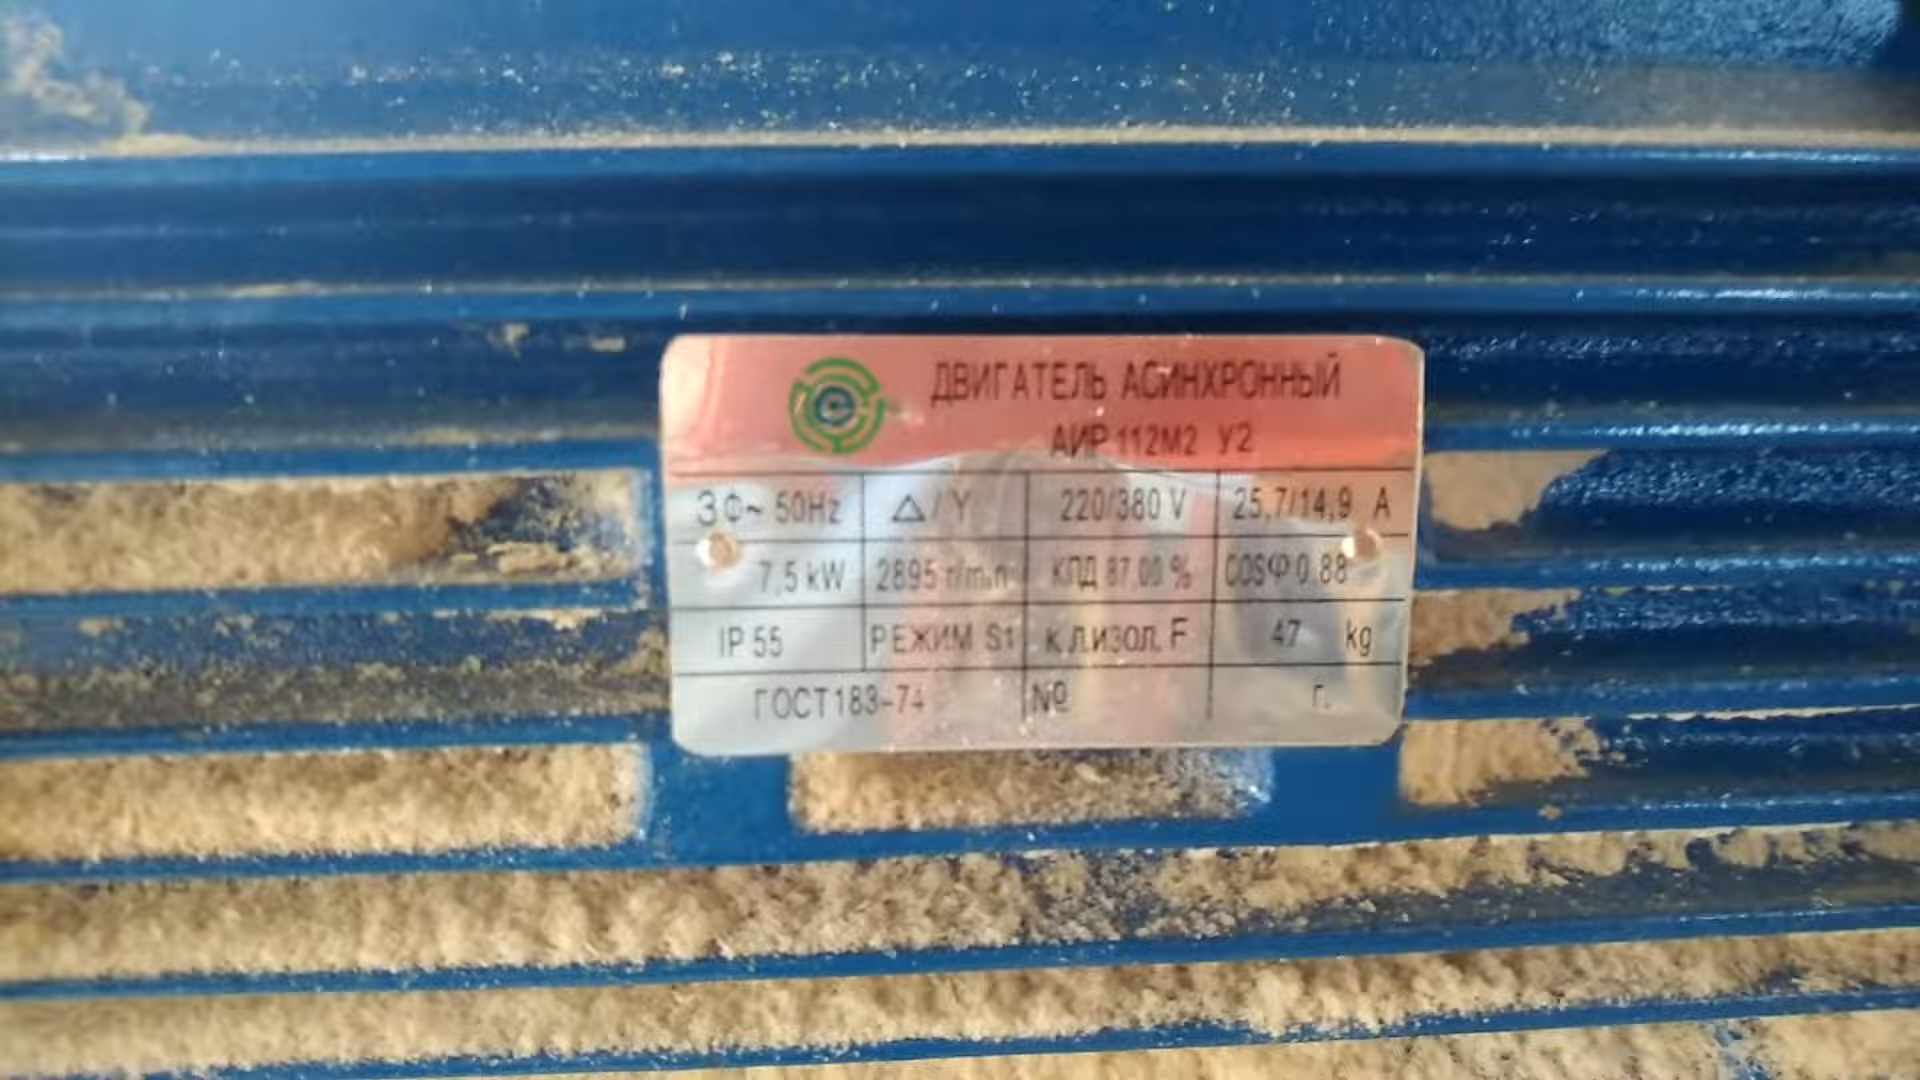 ДВИГАТЕЛЬ АСИНХРОННЫЙ
АИР 112М2 У2
3Ф~ 50Hz △/Y 220/380 V 25,7/14,9 A
7,5 kW 2895 r/min КПД 87,00 % COSФ 0.88
IP 55 РЕЖИМ S1 КЛ.ИЗОЛ. F 47 kg
ГОСТ183-74 № г.